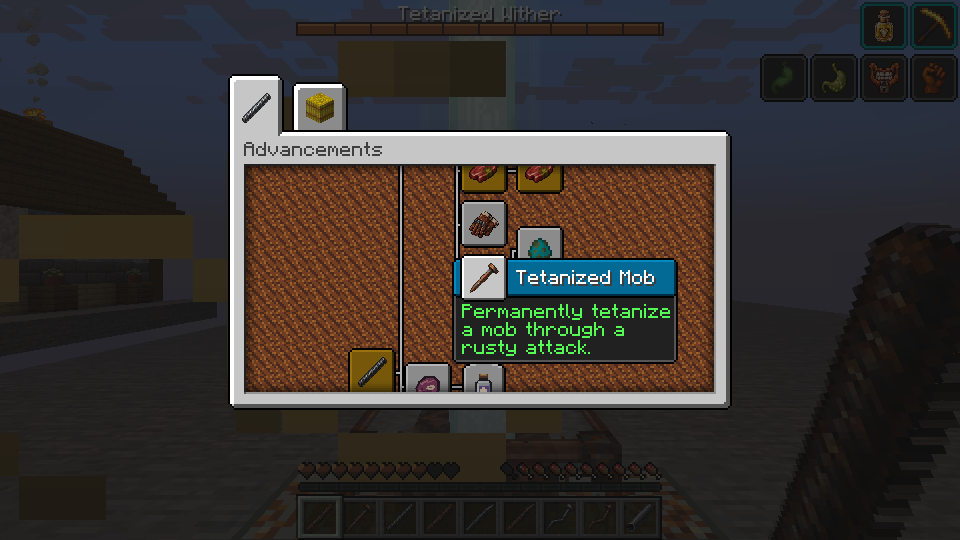 Tetanized Wither
Advancements
Tetanized Mob
Permanently tetanize
a mob through a
rusty attack.